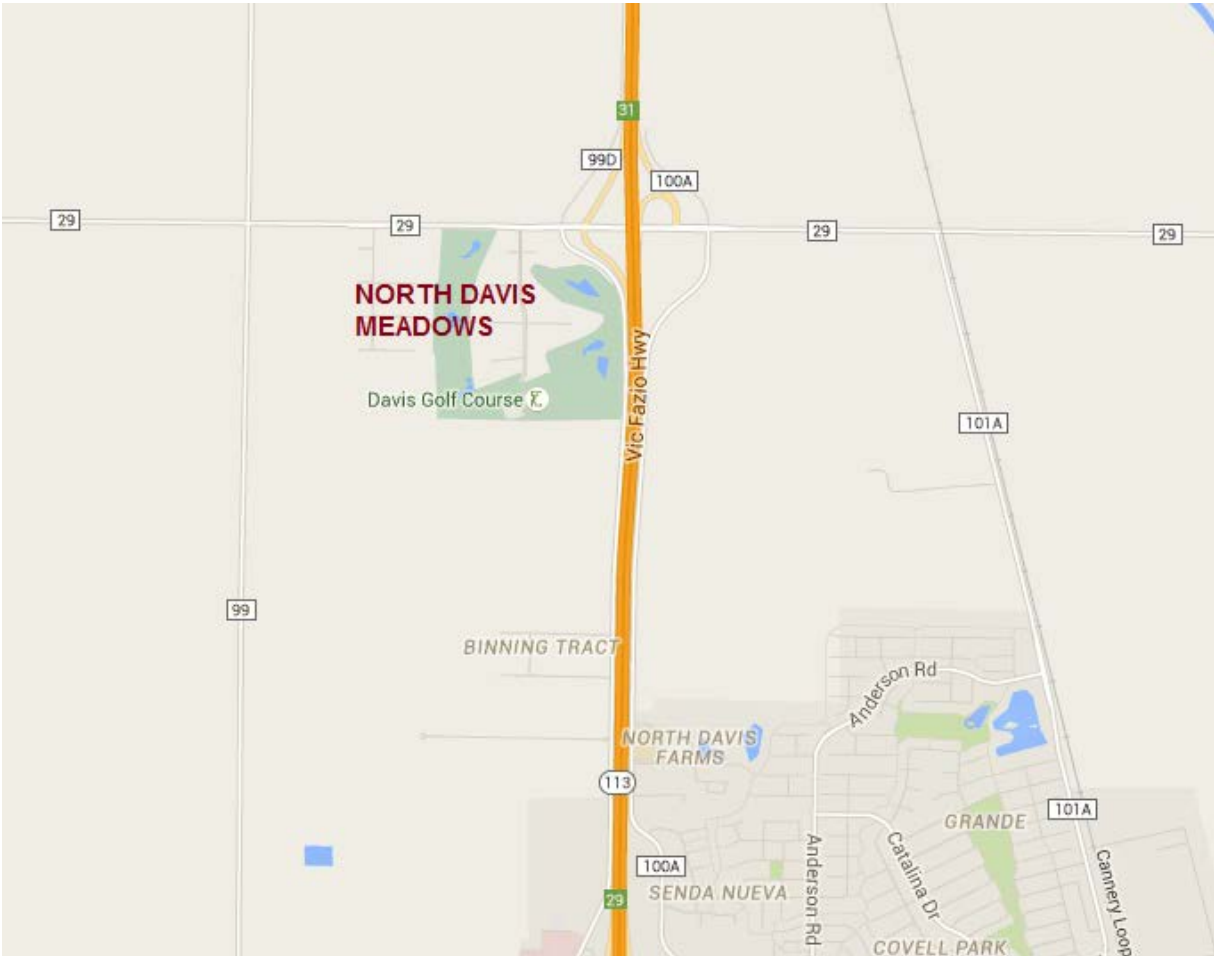 31
99D
100A
29
29
29
29
NORTH DAVIS
MEADOWS
Davis Golf Course
Vic Fazio Hwy
101A
99
BINNING TRACT
Anderson Rd
NORTH DAVIS
FARMS
113
101A
GRANDE
100A
Anderson Rd
Catalina Dr
Cannery Loop
29
SENDA NUEVA
COVELL PARK